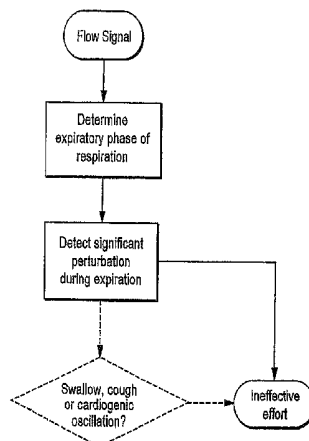 Flow Signal
Determine
expiratory phase of
respiration
Detect significant
perturbation
during expiration
Swallow, cough
or cardiogenic
oscillation?
Ineffective
effort